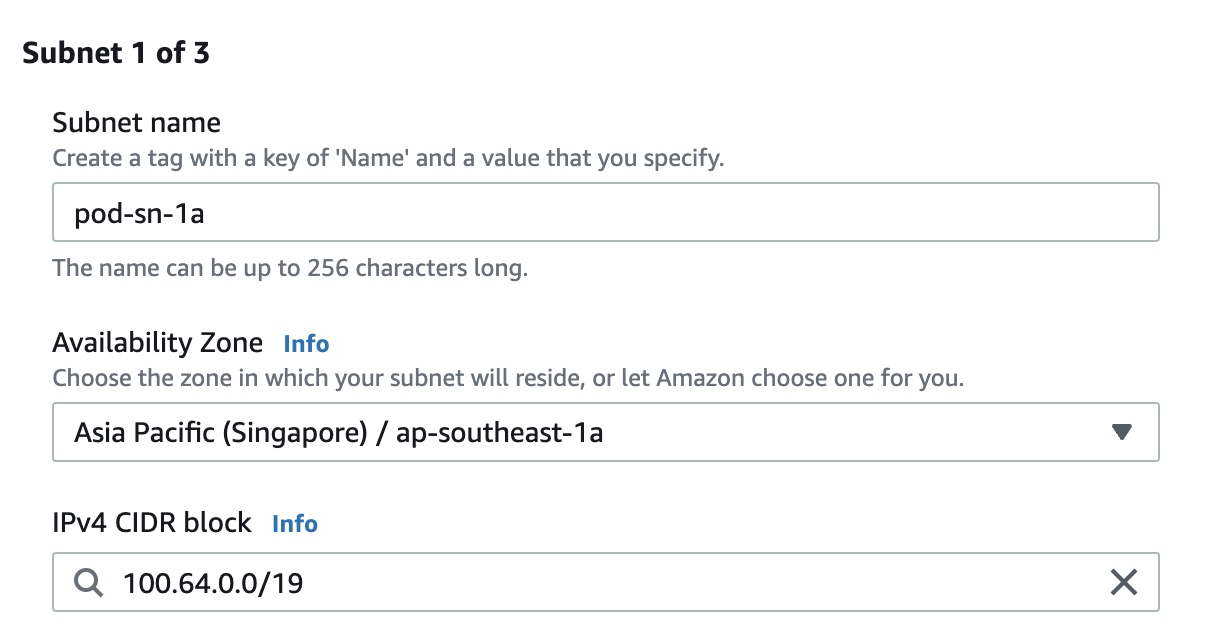 Subnet 1 of 3
Subnet name
Create a tag with a key of 'Name' and a value that you specify.
pod-sn-1a
The name can be up to 256 characters long.
Availability Zone Info
Choose the zone in which your subnet will reside, or let Amazon choose one for you.
Asia Pacific (Singapore) / ap-southeast-1a
IPv4 CIDR block Info
100.64.0.0/19